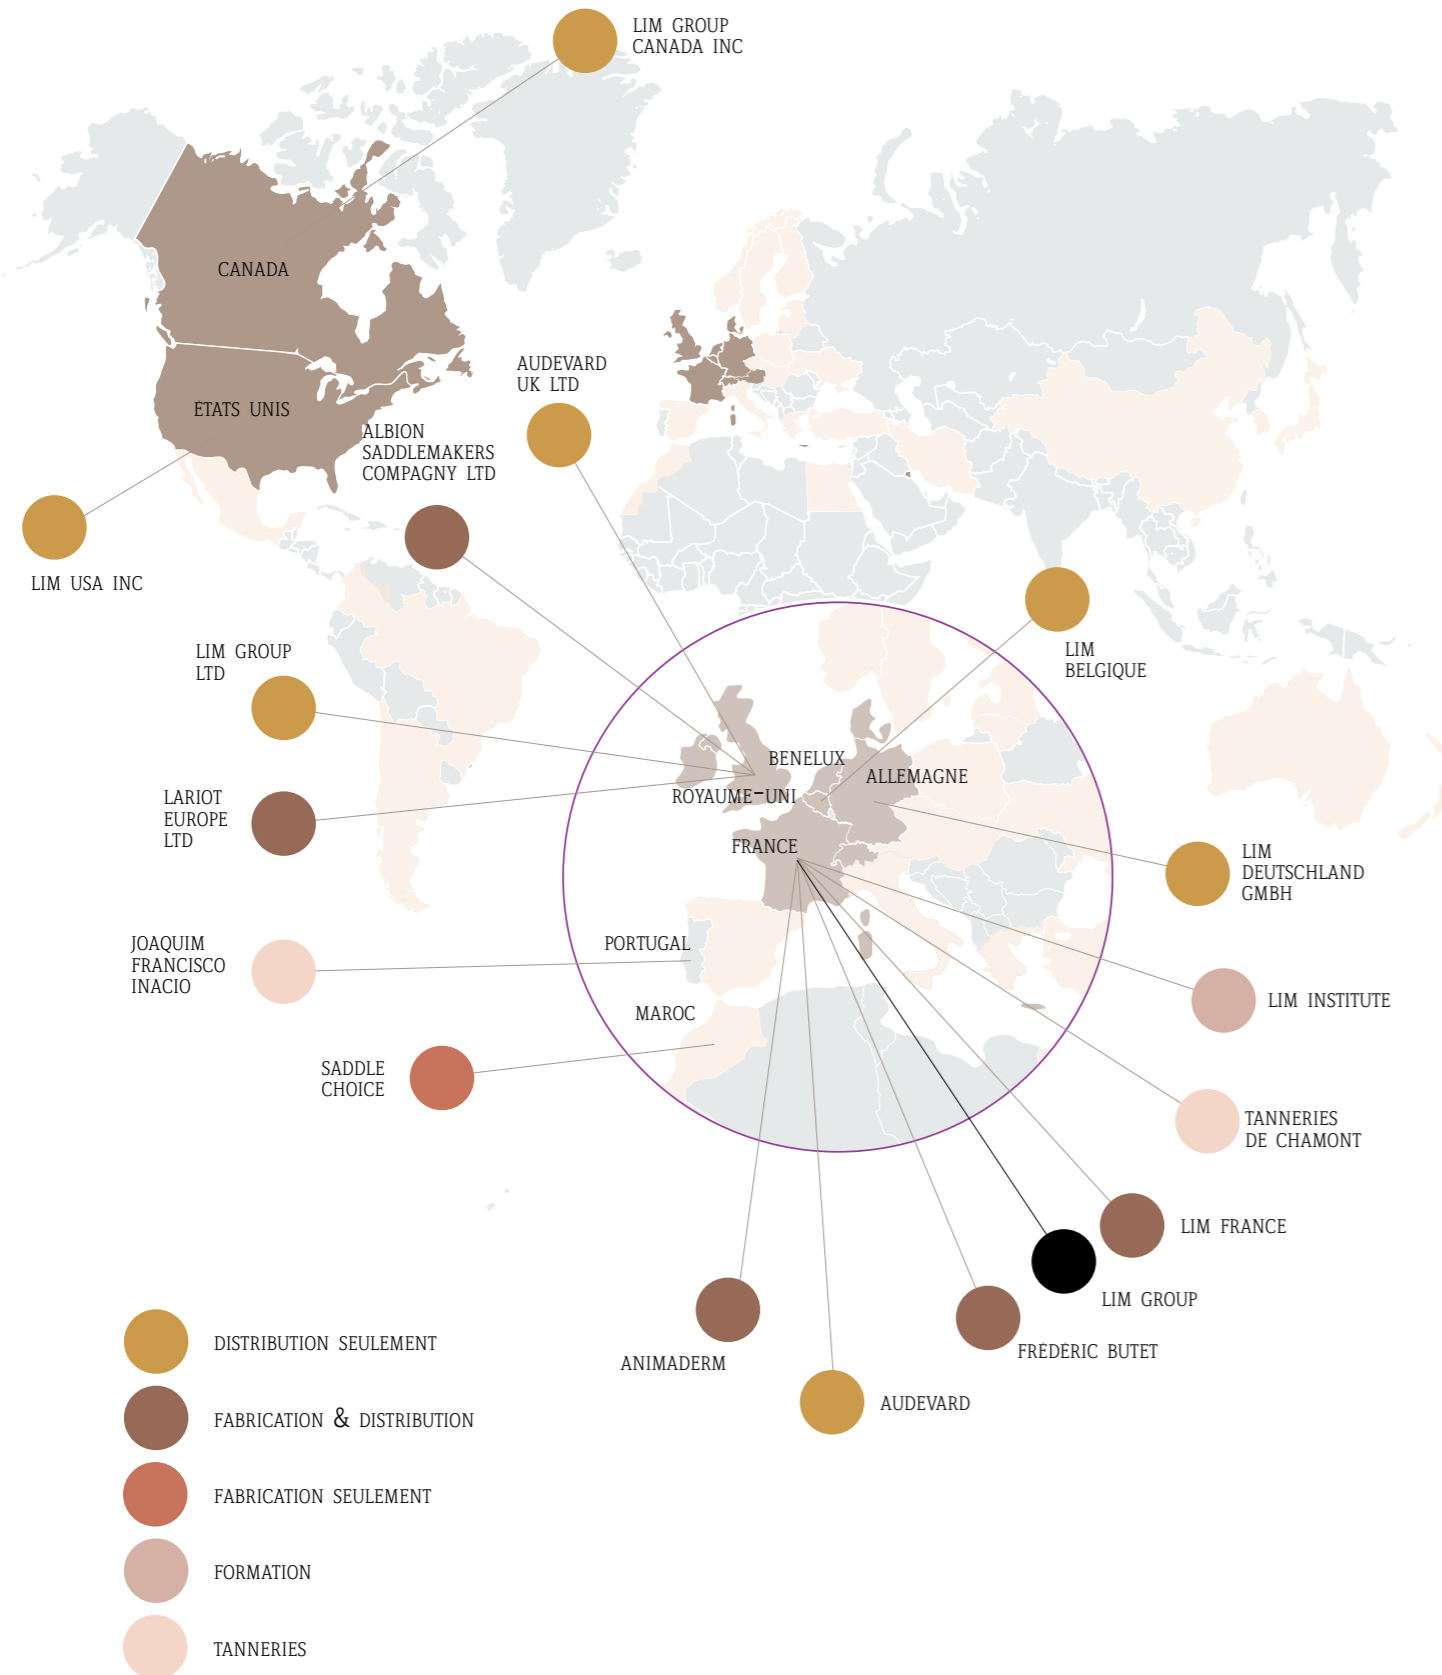 LIM GROUP
CANADA INC
CANADA
AUDEVARD
UK LTD
ÉTATS UNIS
ALBION
SADDLEMAKERS
COMPAGNY LTD
LIM USA INC
LIM GROUP
LTD
LIM
BELGIQUE
BENELUX
ALLEMAGNE
ROYAUME-UNI
LARIOT
EUROPE
LTD
FRANCE
LIM
DEUTSCHLAND
GMBH
JOAQUIM
FRANCISCO
INACIO
PORTUGAL
MAROC
LIM INSTITUTE
SADDLE
CHOICE
TANNERIES
DE CHAMONT
LIM FRANCE
LIM GROUP
FRÉDÉRIC BUTET
ANIMADERM
AUDEVARD
DISTRIBUTION SEULEMENT
FABRICATION & DISTRIBUTION
FABRICATION SEULEMENT
FORMATION
TANNERIES